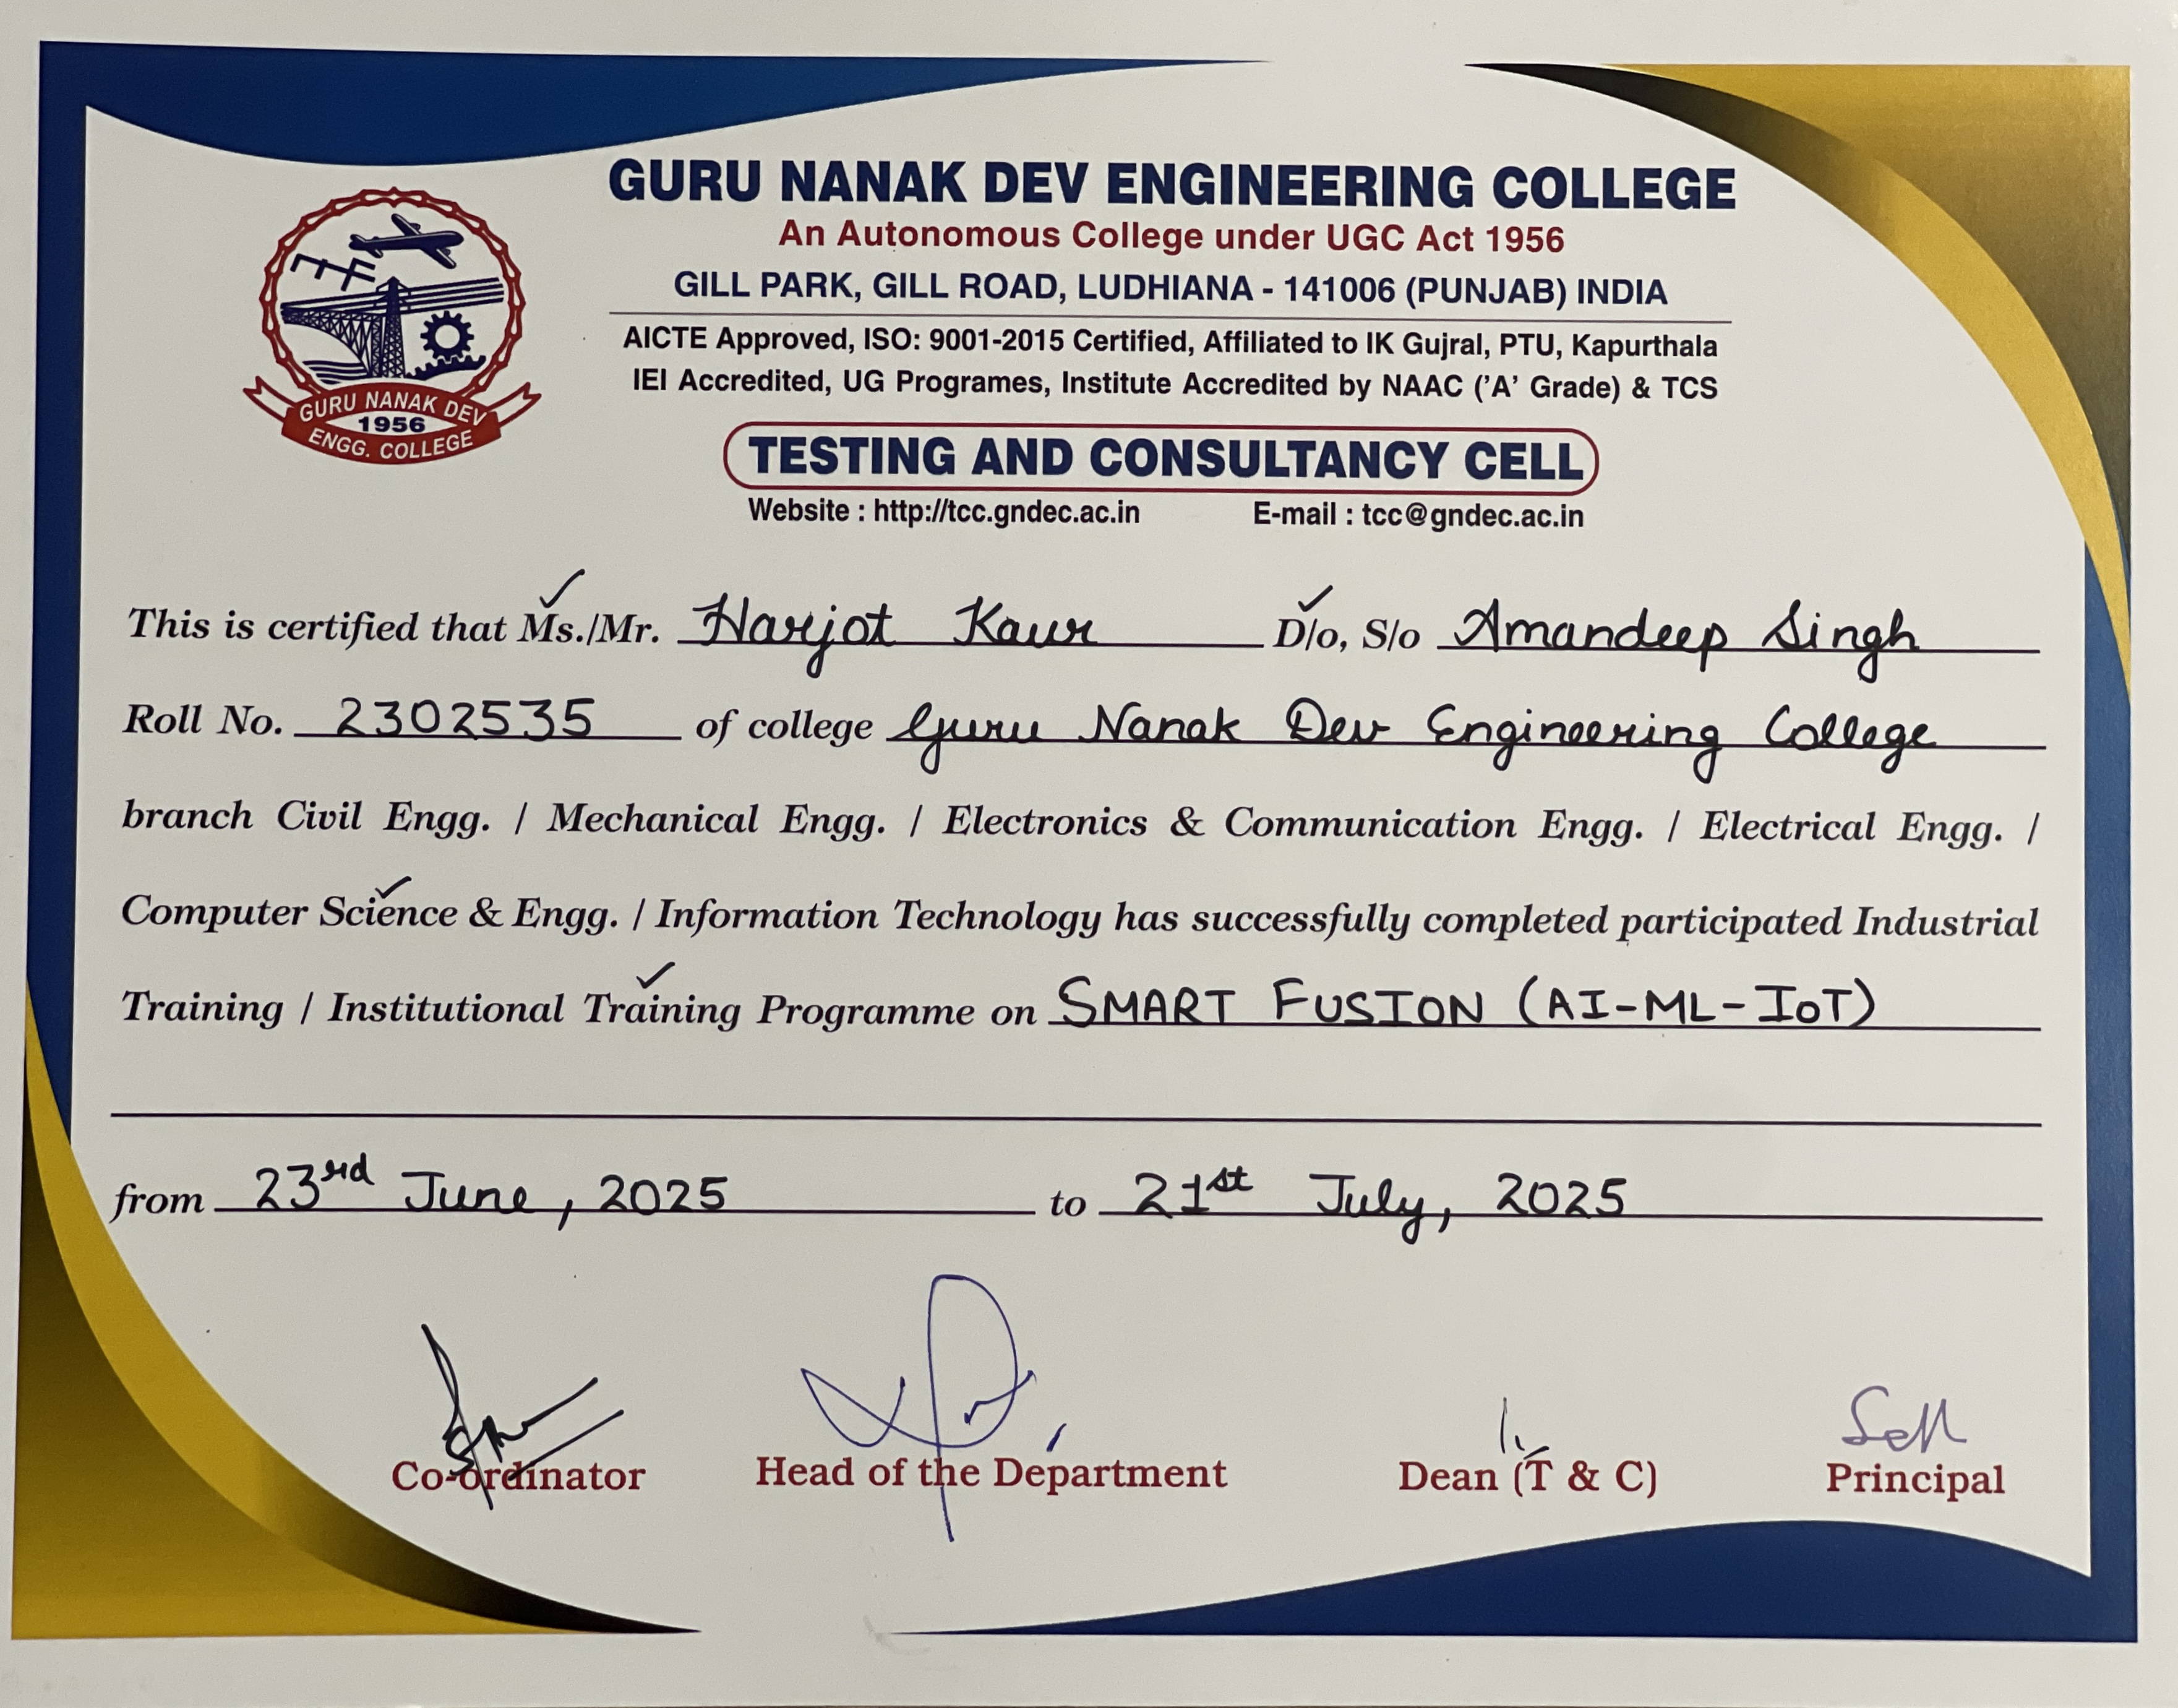 GURU NANAK DEV ENGINEERING COLLEGE
An Autonomous College under UGC Act 1956
GILL PARK, GILL ROAD, LUDHIANA - 141006 (PUNJAB) INDIA
AICTE Approved, ISO: 9001-2015 Certified, Affiliated to IK Gujral, PTU, Kapurthala
IEI Accredited, UG Programes, Institute Accredited by NAAC ('A' Grade) & TCS
GURU NANAK DEV
1956
ENGG. COLLEGE
TESTING AND CONSULTANCY CELL
Website : http://tcc.gndec.ac.in E-mail : tcc@gndec.ac.in
This is certified that Ms./Mr. Harjot Kaur D/o, S/o Amandeep Singh
Roll No. 2302535 of college Guru Nanak Dev Engineering College
branch Civil Engg. / Mechanical Engg. / Electronics & Communication Engg. / Electrical Engg. /
Computer Science & Engg. / Information Technology has successfully completed participated Industrial
Training / Institutional Training Programme on SMART FUSION (AI-ML-IoT)
from 23rd June, 2025 to 21st July, 2025
Co-ordinator Head of the Department Dean (T & C) Principal